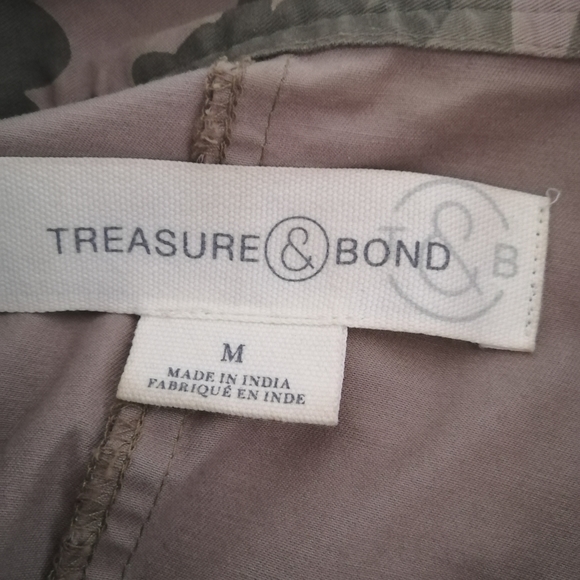 TREASURE & BOND
T & B
M
MADE IN INDIA
FABRIQUÉ EN INDE